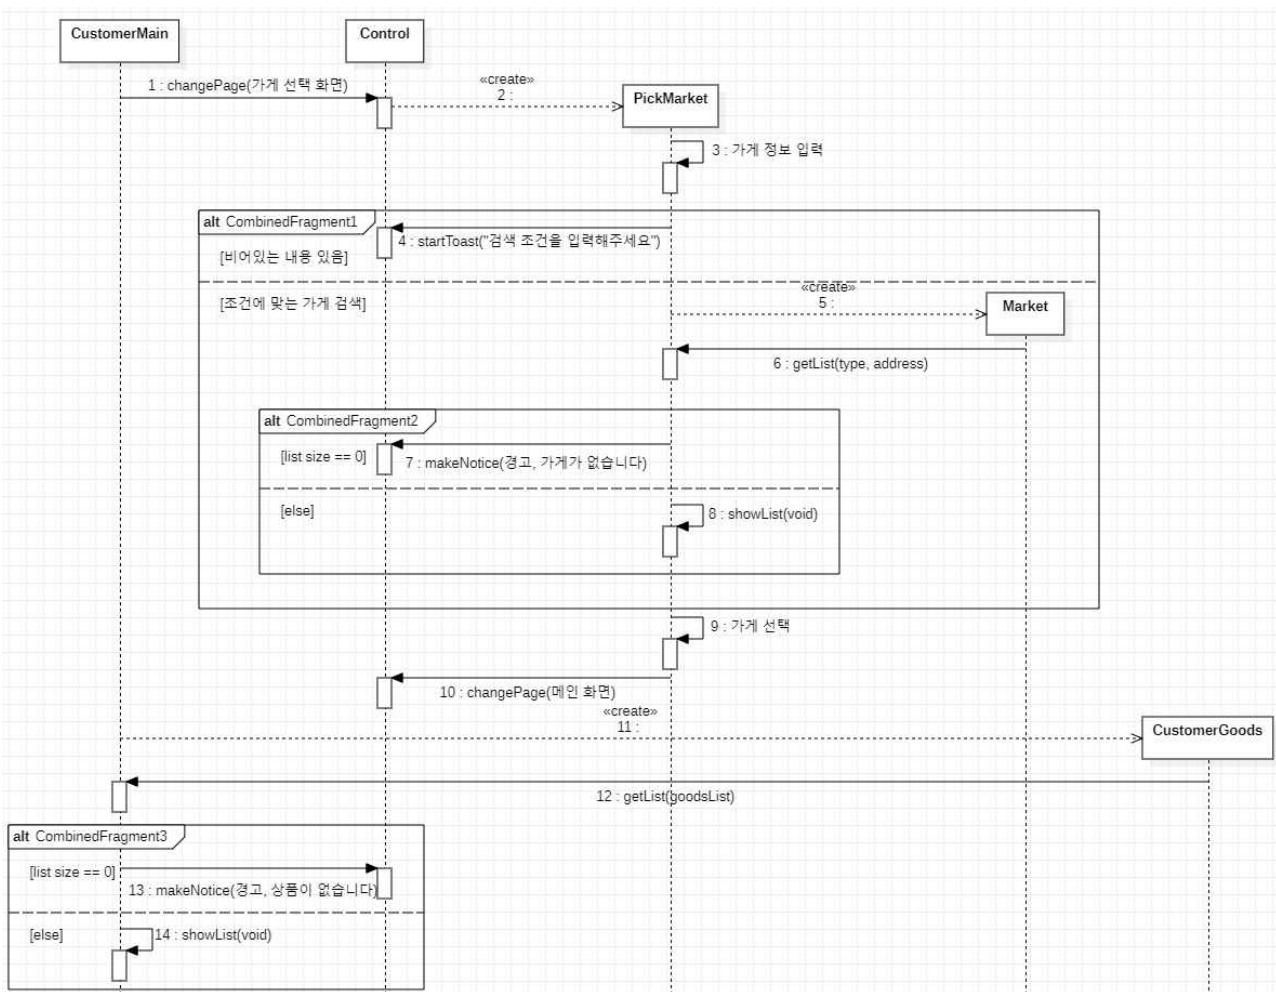 CustomerMain
Control
1 : changePage(가게 선택 화면)
«create»
2 :
PickMarket
3 : 가게 정보 입력
alt CombinedFragment1
4 : startToast("검색 조건을 입력해주세요")
[비어있는 내용 있음]
[조건에 맞는 가게 검색]
«create»
5 :
Market
6 : getList(type, address)
alt CombinedFragment2
[list size == 0]
7 : makeNotice(경고, 가게가 없습니다)
[else]
8 : showList(void)
9 : 가게 선택
10 : changePage(메인 화면)
«create»
11 :
CustomerGoods
12 : getList(goodsList)
alt CombinedFragment3
[list size == 0]
13 : makeNotice(경고, 상품이 없습니다)
[else]
14 : showList(void)